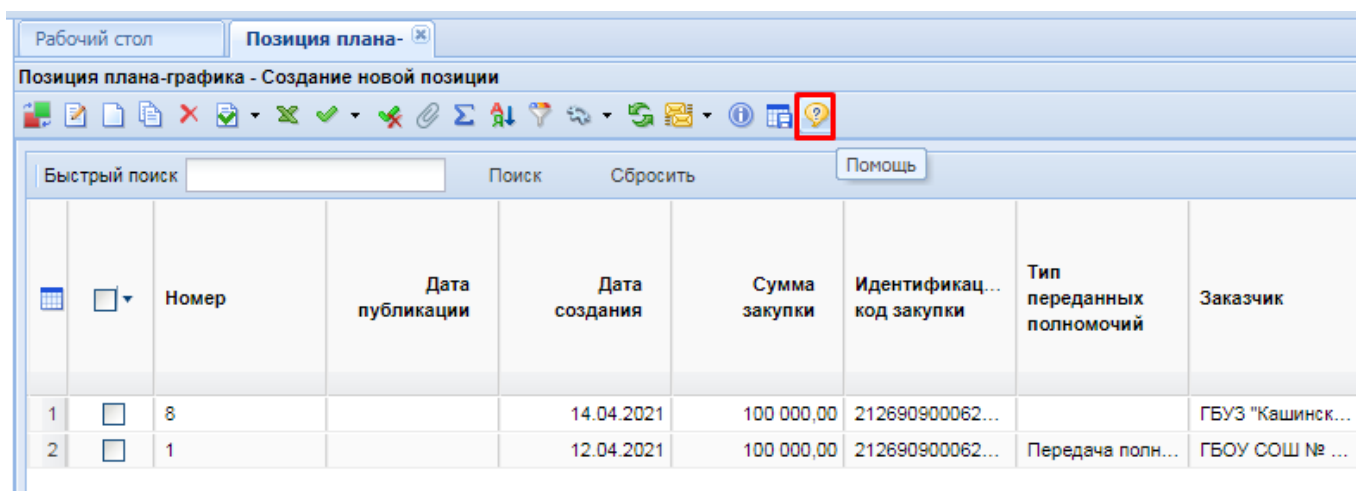 Рабочий стол Позиция плана-
Позиция плана-графика - Создание новой позиции
Быстрый поиск Поиск Сбросить Помощь
Номер Дата публикации Дата создания Сумма закупки Идентификац... код закупки Тип переданных полномочий Заказчик
1 8 14.04.2021 100 000,00 212690900062... ГБУЗ "Кашинск...
2 1 12.04.2021 100 000,00 212690900062... Передача полн... ГБОУ СОШ № ...